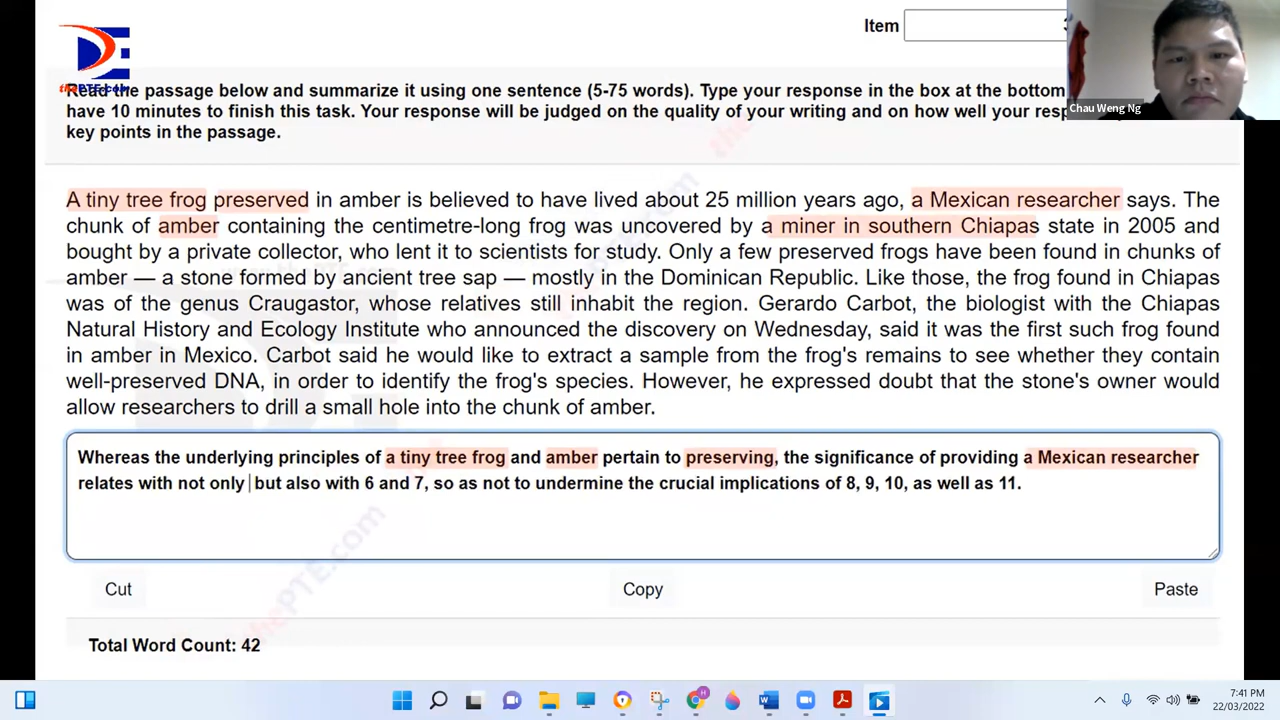 Item
Chau Weng Ng
DE
thePTE.com
Read the passage below and summarize it using one sentence (5-75 words). Type your response in the box at the bottom
have 10 minutes to finish this task. Your response will be judged on the quality of your writing and on how well your
key points in the passage.
A tiny tree frog preserved in amber is believed to have lived about 25 million years ago, a Mexican researcher says. The
chunk of amber containing the centimetre-long frog was uncovered by a miner in southern Chiapas state in 2005 and
bought by a private collector, who lent it to scientists for study. Only a few preserved frogs have been found in chunks of
amber — a stone formed by ancient tree sap — mostly in the Dominican Republic. Like those, the frog found in Chiapas
was of the genus Craugastor, whose relatives still inhabit the region. Gerardo Carbot, the biologist with the Chiapas
Natural History and Ecology Institute who announced the discovery on Wednesday, said it was the first such frog found
in amber in Mexico. Carbot said he would like to extract a sample from the frog's remains to see whether they contain
well-preserved DNA, in order to identify the frog's species. However, he expressed doubt that the stone's owner would
allow researchers to drill a small hole into the chunk of amber.
Whereas the underlying principles of a tiny tree frog and amber pertain to preserving, the significance of providing a Mexican researcher
relates with not only but also with 6 and 7, so as not to undermine the crucial implications of 8, 9, 10, as well as 11.
thePTE.com
Cut Copy Paste
Total Word Count: 42
7:41 PM
22/03/2022